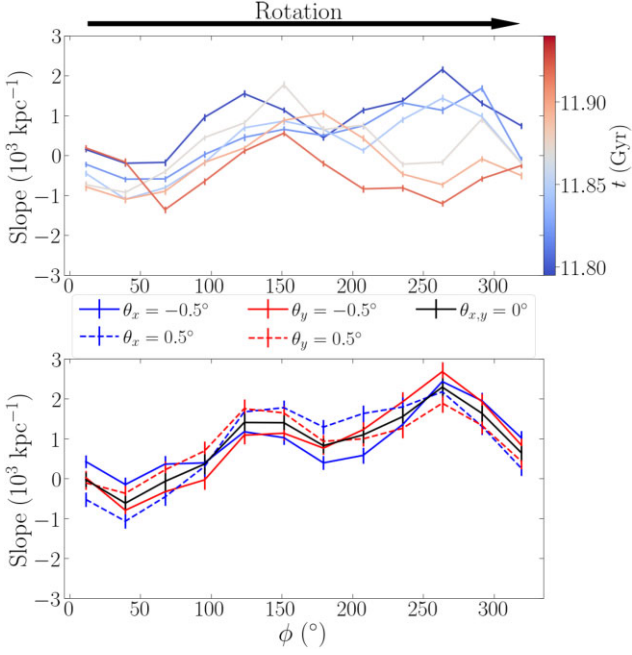 Rotation
3
2
1
0
−1
−2
−3
Slope (10³ kpc⁻¹)
0 50 100 150 200 250 300
11.90
11.85
11.80
t (Gyr)
θx = −0.5° θy = −0.5° θx,y = 0°
θx = 0.5° θy = 0.5°
3
2
1
0
−1
−2
−3
Slope (10³ kpc⁻¹)
0 50 100 150 200 250 300
ϕ (°)